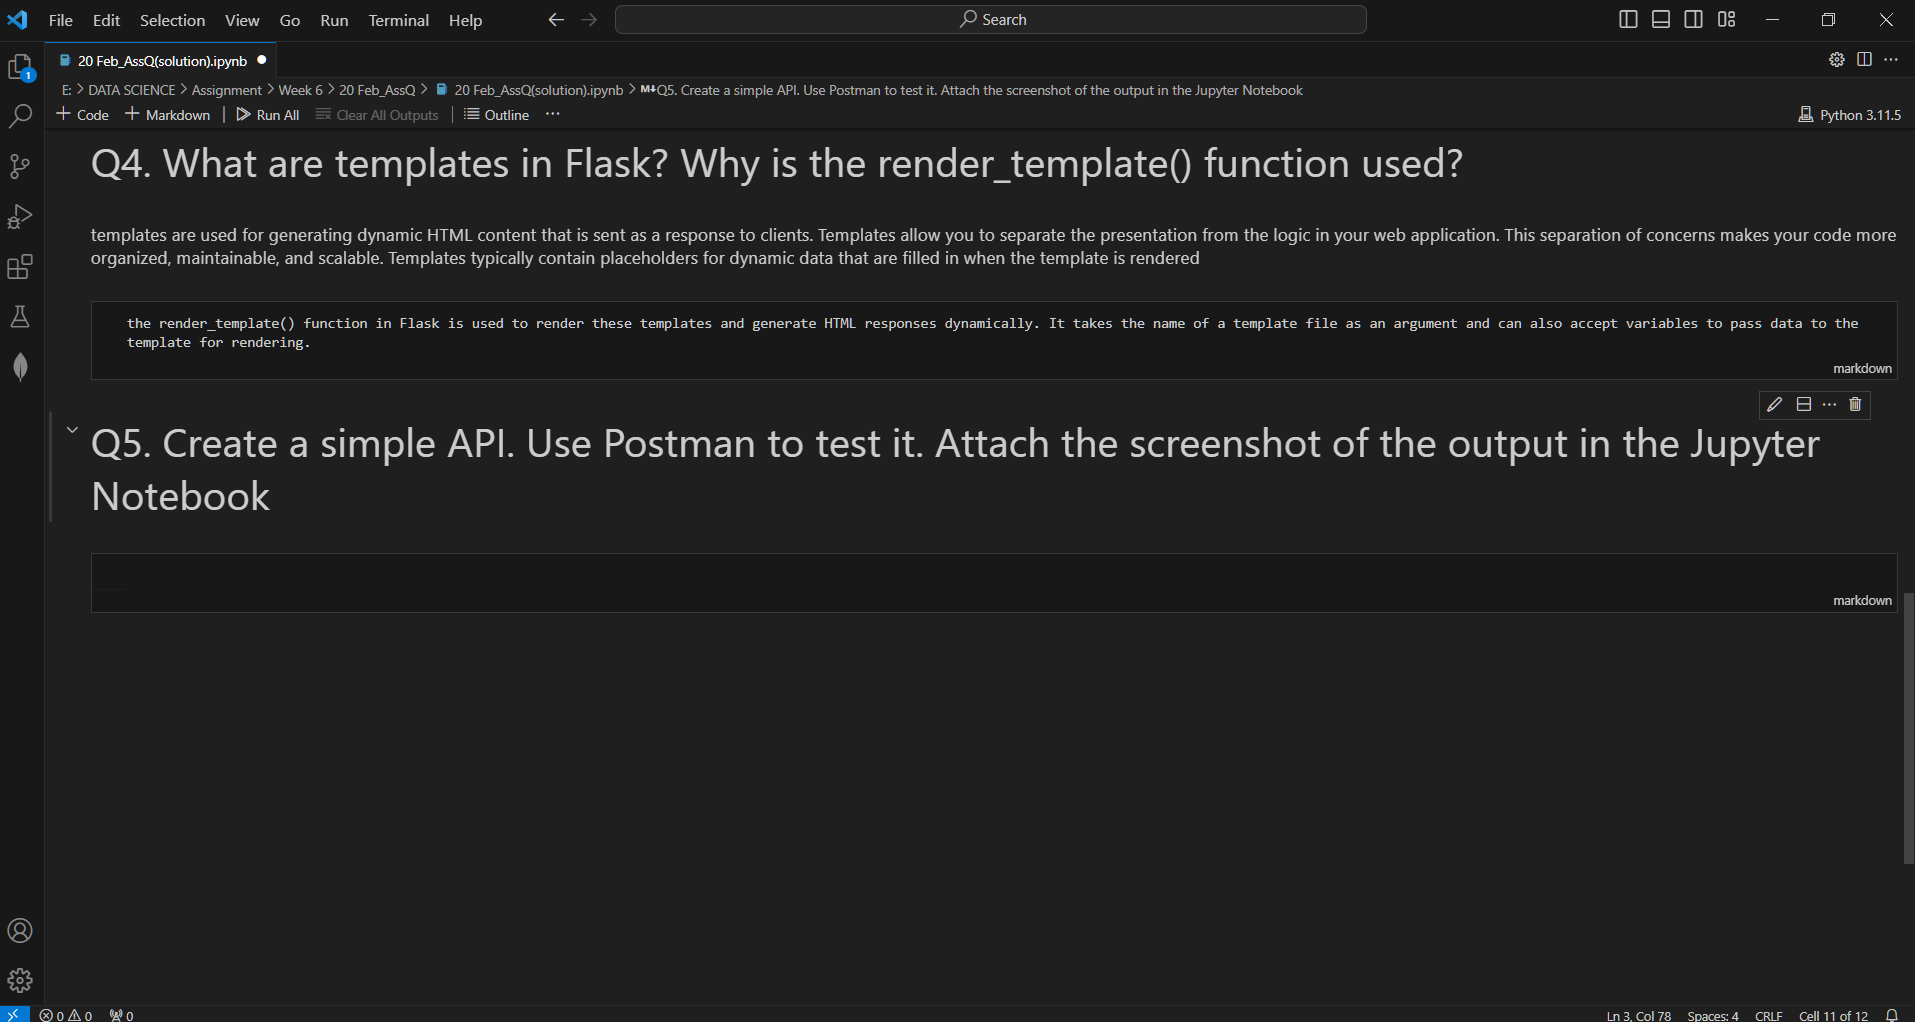 File Edit Selection View Go Run Terminal Help
Search
20 Feb_AssQ(solution).ipynb
1
E: > DATA SCIENCE > Assignment > Week 6 > 20 Feb_AssQ > 20 Feb_AssQ(solution).ipynb > M↓Q5. Create a simple API. Use Postman to test it. Attach the screenshot of the output in the Jupyter Notebook
+ Code + Markdown | Run All Clear All Outputs | Outline ...
Python 3.11.5
Q4. What are templates in Flask? Why is the render_template() function used?
templates are used for generating dynamic HTML content that is sent as a response to clients. Templates allow you to separate the presentation from the logic in your web application. This separation of concerns makes your code more
organized, maintainable, and scalable. Templates typically contain placeholders for dynamic data that are filled in when the template is rendered
the render_template() function in Flask is used to render these templates and generate HTML responses dynamically. It takes the name of a template file as an argument and can also accept variables to pass data to the
template for rendering.
markdown
Q5. Create a simple API. Use Postman to test it. Attach the screenshot of the output in the Jupyter
Notebook
markdown
0 0 0
Ln 3, Col 78 Spaces: 4 CRLF Cell 11 of 12